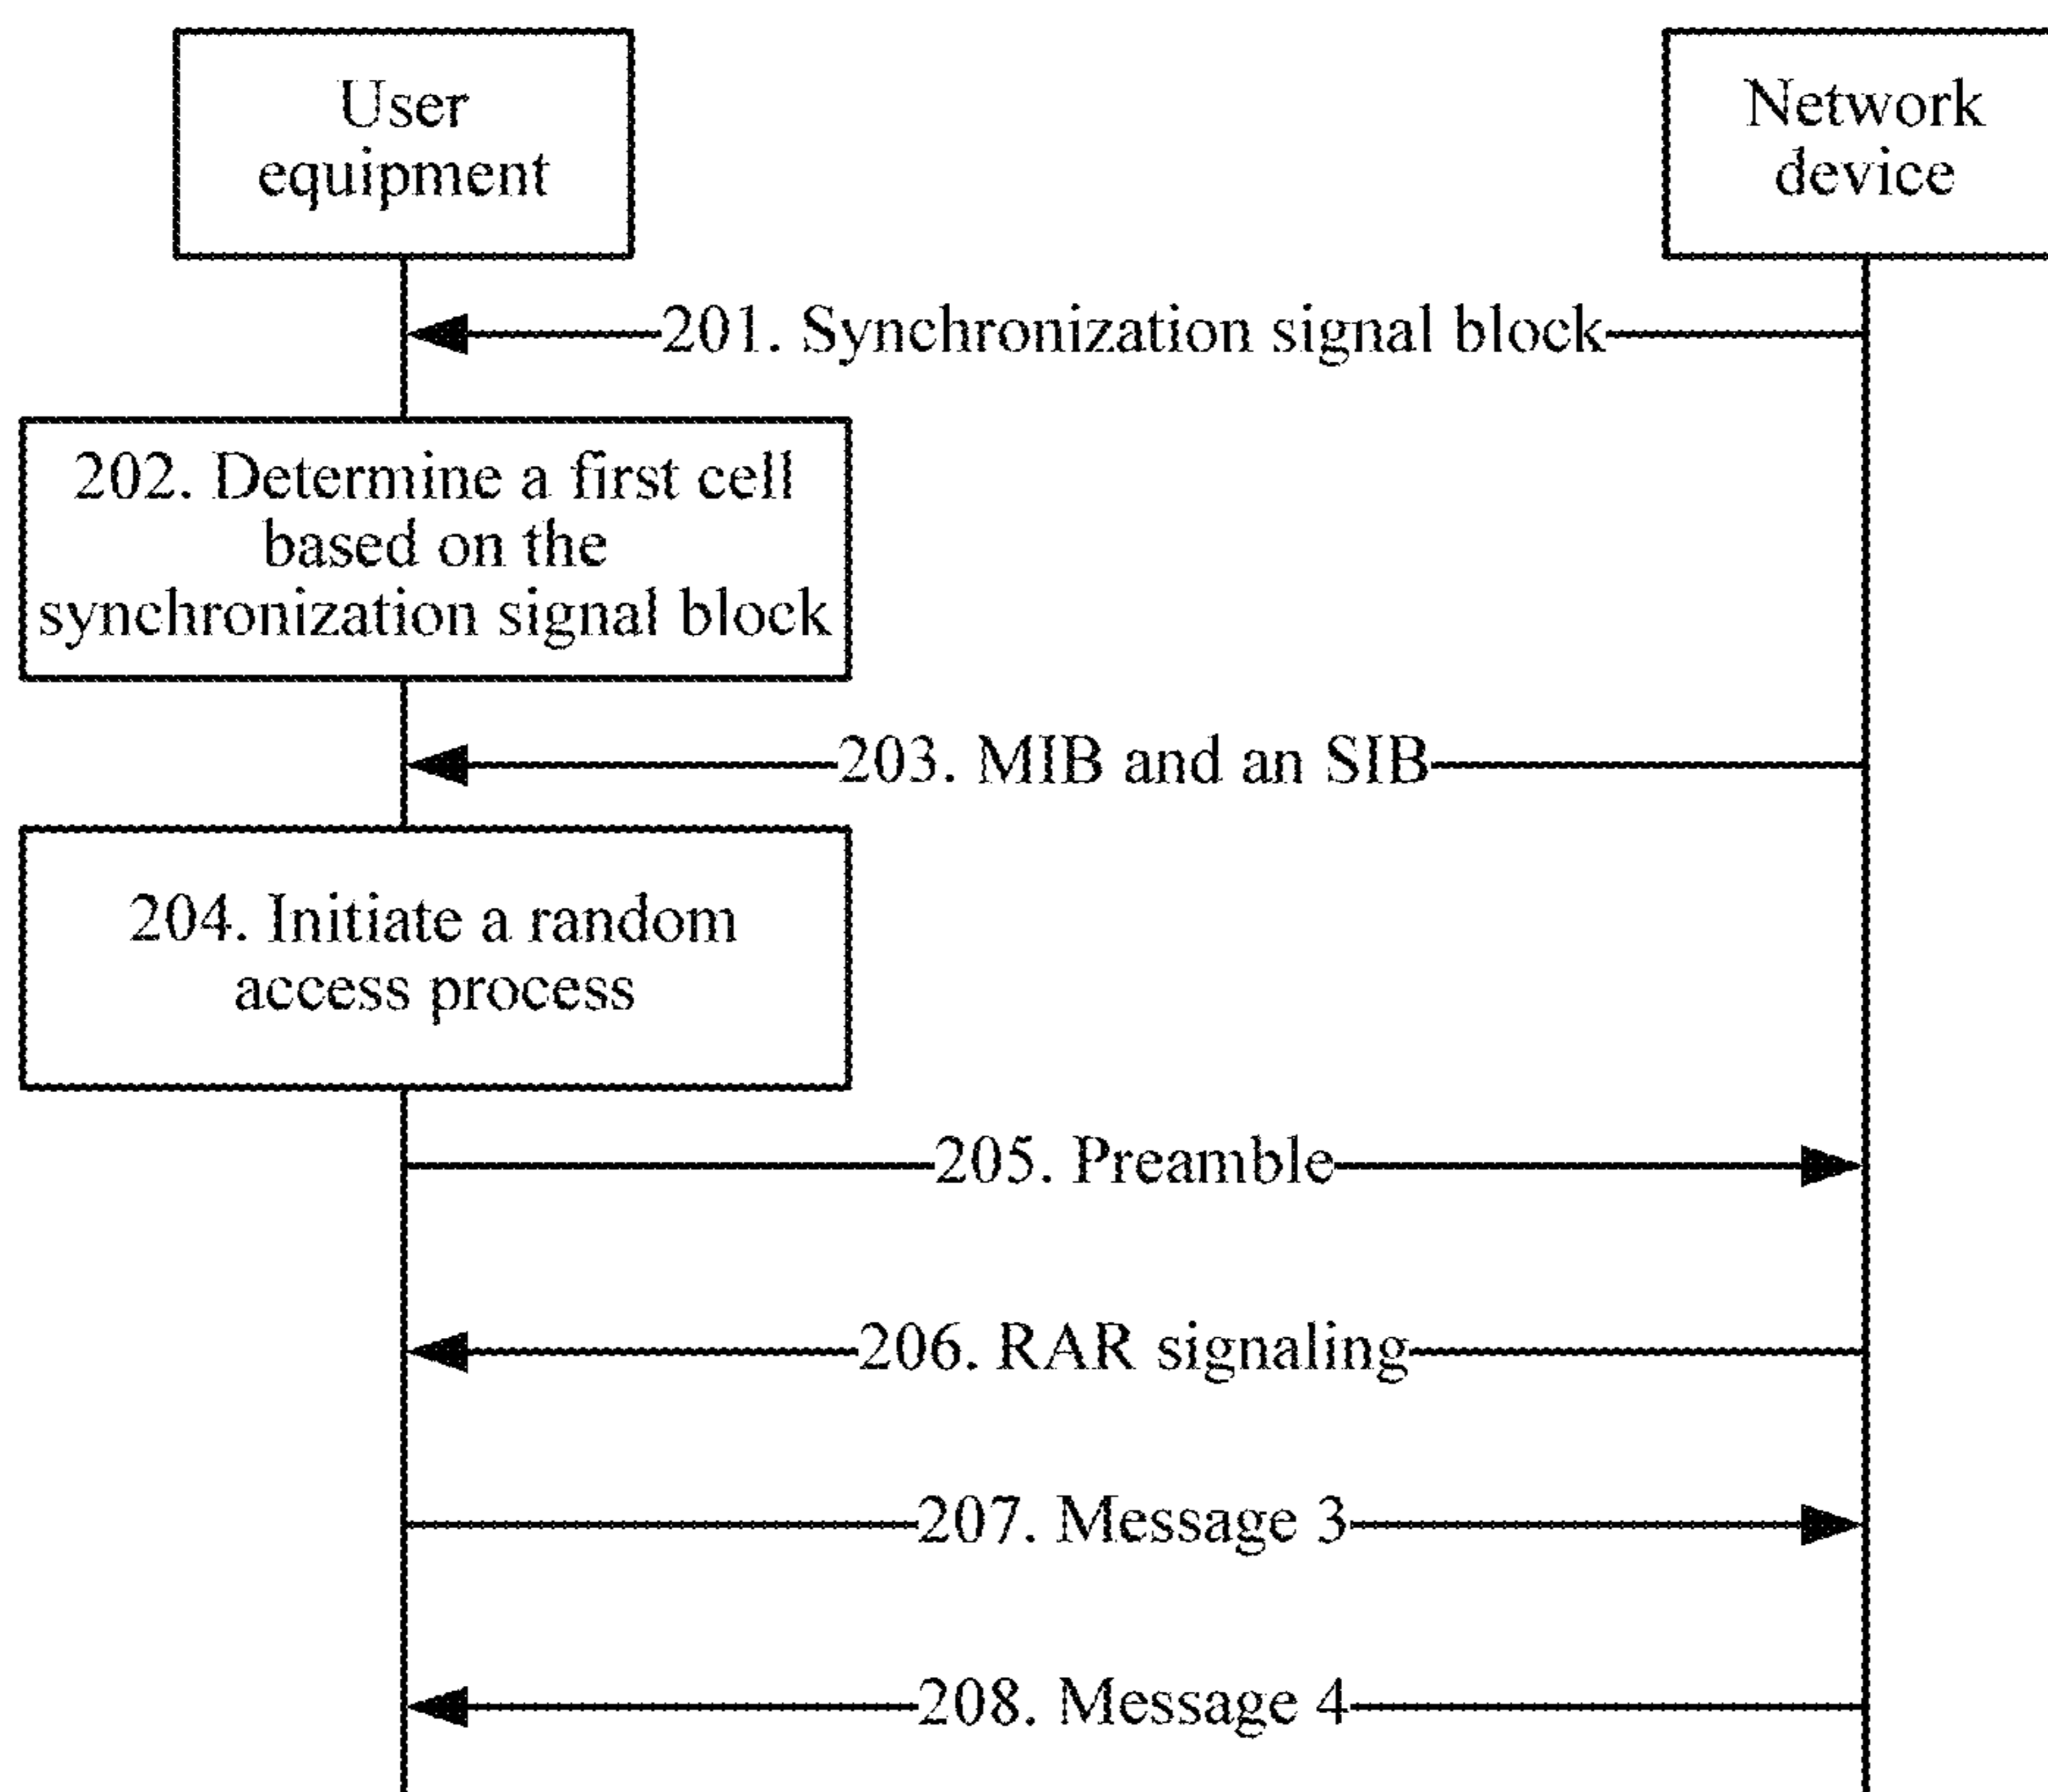 User
equipment
Network
device
201. Synchronization signal block
202. Determine a first cell
based on the
synchronization signal block
203. MIB and an SIB
204. Initiate a random
access process
205. Preamble
206. RAR signaling
207. Message 3
208. Message 4